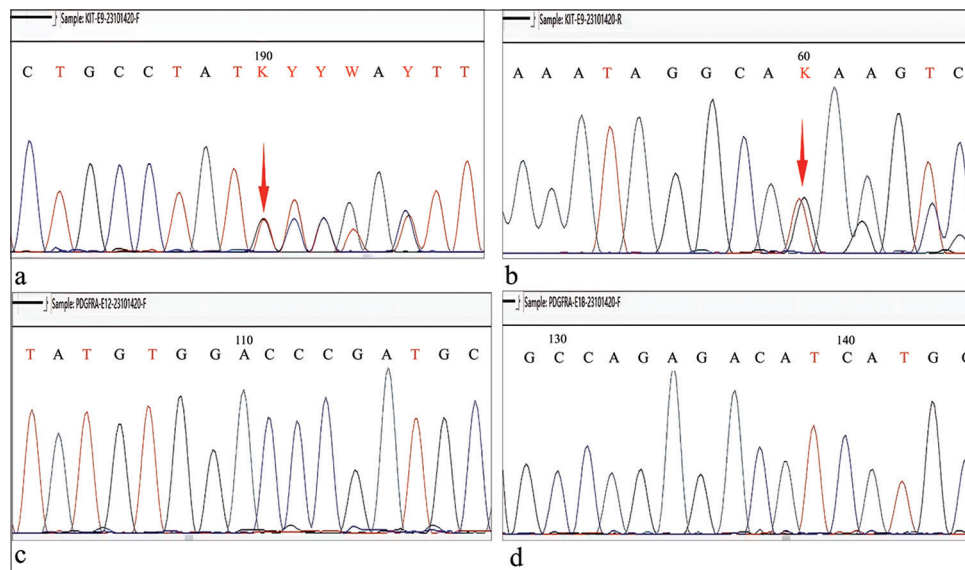 Sample: KIT-E9-23101420-F
190
C T G C C T A T K Y Y W A Y T T
a
Sample: KIT-E9-23101420-R
60
A A A T A G G C A K A A G T C
b
Sample: PDGFRA-E12-23101420-F
110
T A T G T G G A C C C G A T G C
c
Sample: PDGFRA-E18-23101420-F
130 140
G C C A G A G A C A T C A T G
d